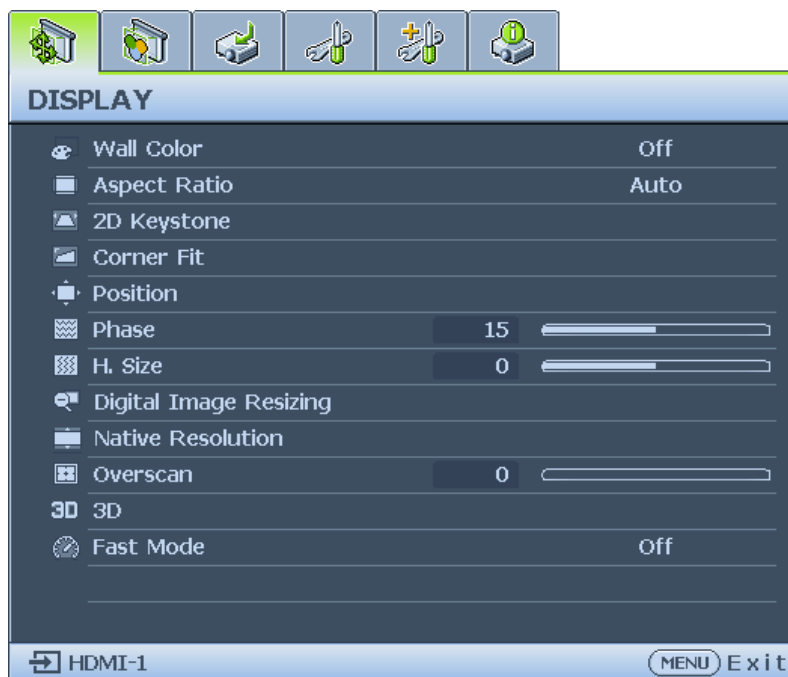 DISPLAY
Wall Color Off
Aspect Ratio Auto
2D Keystone
Corner Fit
Position
Phase 15
H. Size 0
Digital Image Resizing
Native Resolution
Overscan 0
3D 3D
Fast Mode Off
HDMI-1 MENU Exit